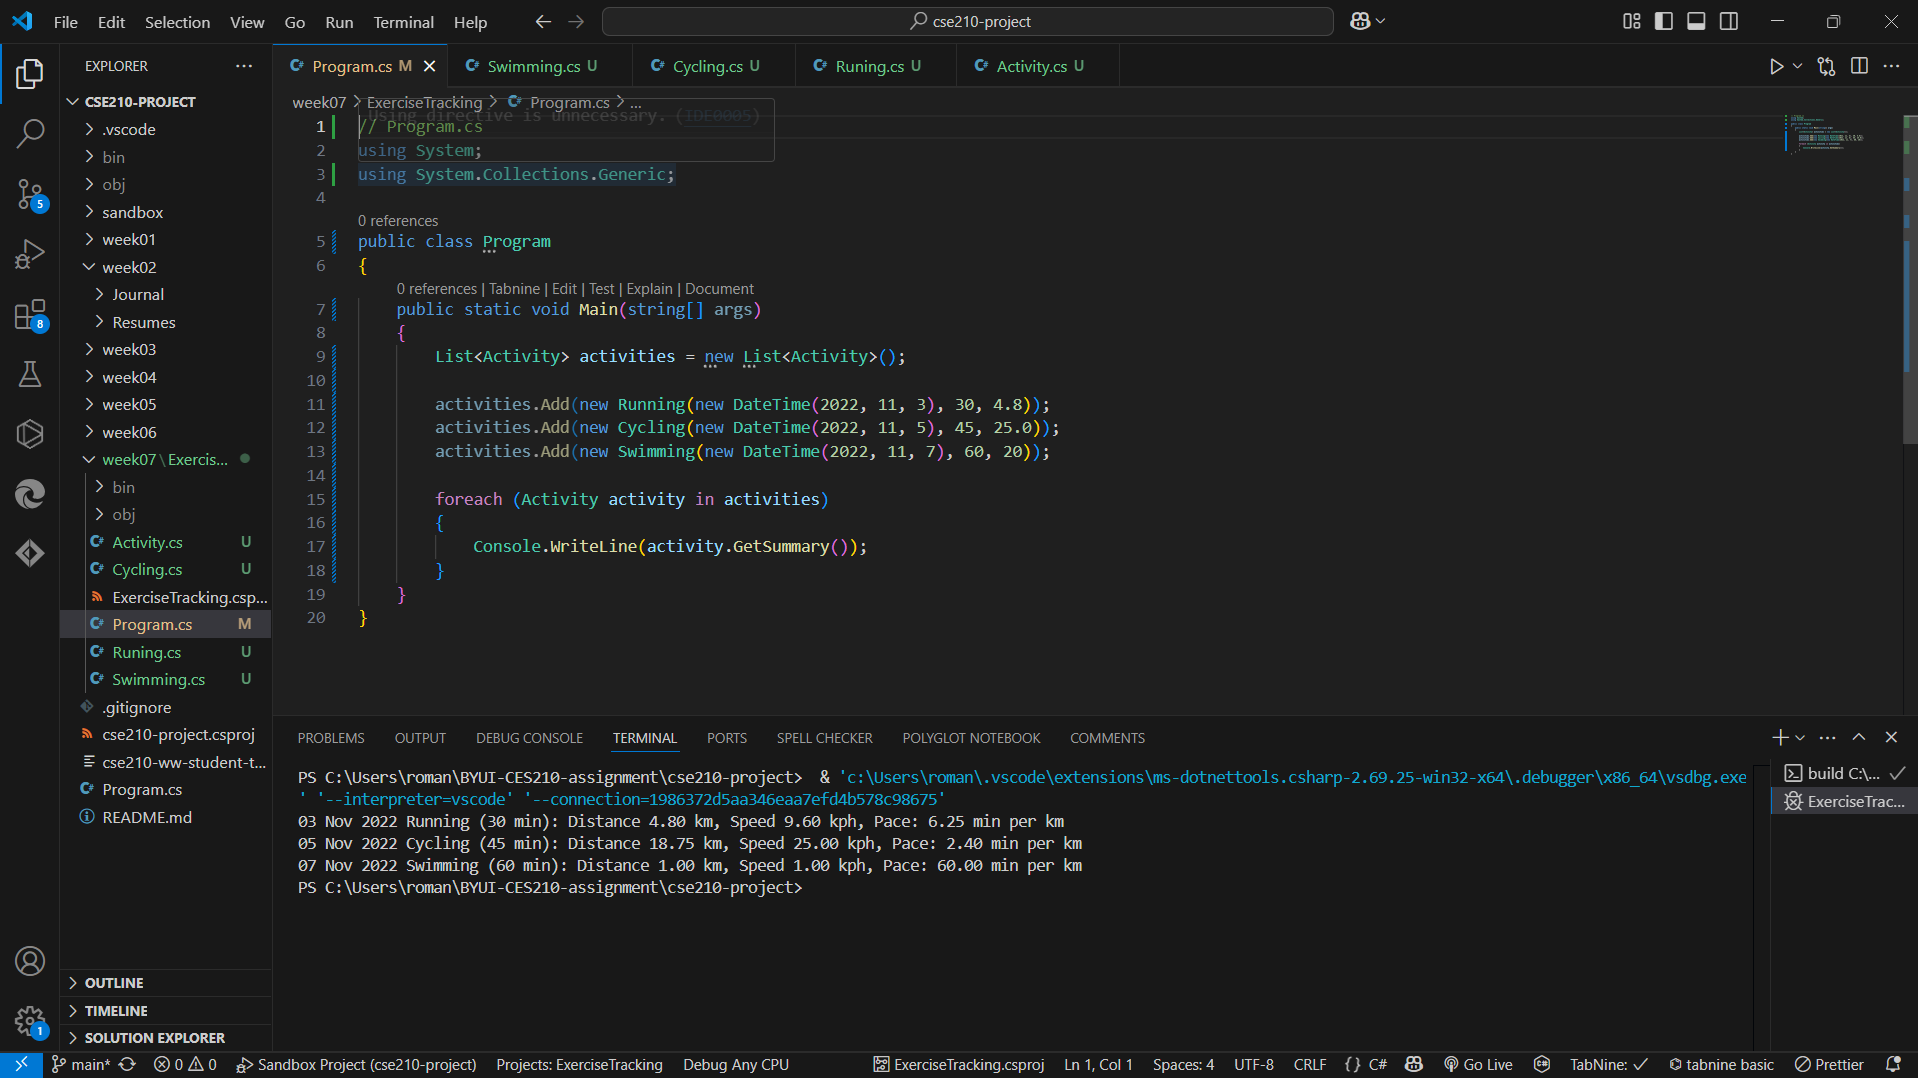 File Edit Selection View Go Run Terminal Help
cse210-project
EXPLORER
CSE210-PROJECT
.vscode
bin
obj
sandbox
week01
week02
Journal
Resumes
week03
week04
week05
week06
week07\Exercis...
bin
obj
Activity.cs U
Cycling.cs U
ExerciseTracking.csp...
Program.cs M
Runing.cs U
Swimming.cs U
.gitignore
cse210-project.csproj
cse210-ww-student-t...
Program.cs
README.md
OUTLINE
TIMELINE
SOLUTION EXPLORER
5
8
1
Program.cs M
Swimming.cs U
Cycling.cs U
Runing.cs U
Activity.cs U
week07 > ExerciseTracking > Program.cs > ...
Using directive is unnecessary. (IDE0005)
1 // Program.cs
2 using System;
3 using System.Collections.Generic;
4
0 references
5 public class Program
6 {
0 references | Tabnine | Edit | Test | Explain | Document
7 public static void Main(string[] args)
8 {
9 List<Activity> activities = new List<Activity>();
10
11 activities.Add(new Running(new DateTime(2022, 11, 3), 30, 4.8));
12 activities.Add(new Cycling(new DateTime(2022, 11, 5), 45, 25.0));
13 activities.Add(new Swimming(new DateTime(2022, 11, 7), 60, 20));
14
15 foreach (Activity activity in activities)
16 {
17 Console.WriteLine(activity.GetSummary());
18 }
19 }
20 }
PROBLEMS OUTPUT DEBUG CONSOLE TERMINAL PORTS SPELL CHECKER POLYGLOT NOTEBOOK COMMENTS
PS C:\Users\roman\BYUI-CES210-assignment\cse210-project> & 'c:\Users\roman\.vscode\extensions\ms-dotnettools.csharp-2.69.25-win32-x64\.debugger\x86_64\vsdbg.exe
' '--interpreter=vscode' '--connection=1986372d5aa346eaa7efd4b578c98675'
03 Nov 2022 Running (30 min): Distance 4.80 km, Speed 9.60 kph, Pace: 6.25 min per km
05 Nov 2022 Cycling (45 min): Distance 18.75 km, Speed 25.00 kph, Pace: 2.40 min per km
07 Nov 2022 Swimming (60 min): Distance 1.00 km, Speed 1.00 kph, Pace: 60.00 min per km
PS C:\Users\roman\BYUI-CES210-assignment\cse210-project>
build C:\...
ExerciseTrac...
main* 0 0 Sandbox Project (cse210-project) Projects: ExerciseTracking Debug Any CPU ExerciseTracking.csproj Ln 1, Col 1 Spaces: 4 UTF-8 CRLF {} C# Go Live TabNine: ✓ tabnine basic Prettier